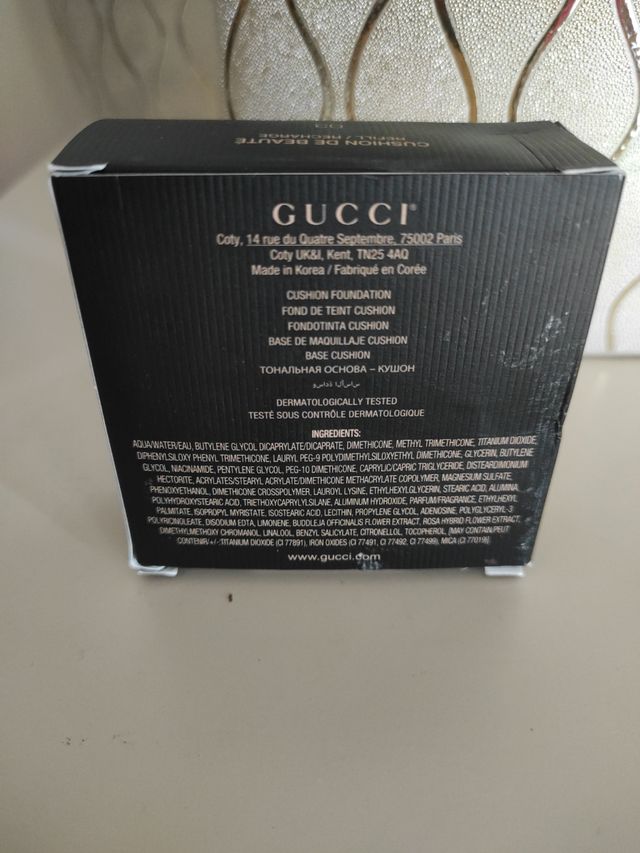 03
REFILL / RECHARGE
CUSHION DE BEAUTÉ
GUCCI®
Coty, 14 rue du Quatre Septembre, 75002 Paris
Coty UK&I, Kent, TN25 4AQ
Made in Korea / Fabriqué en Corée
CUSHION FOUNDATION
FOND DE TEINT CUSHION
FONDOTINTA CUSHION
BASE DE MAQUILLAJE CUSHION
BASE CUSHION
ТОНАЛЬНАЯ ОСНОВА – КУШОН
DERMATOLOGICALLY TESTED
TESTÉ SOUS CONTRÔLE DERMATOLOGIQUE
INGREDIENTS:
AQUA/WATER/EAU, BUTYLENE GLYCOL DICAPRYLATE/DICAPRATE, DIMETHICONE, METHYL TRIMETHICONE, TITANIUM DIOXIDE,
DIPHENYLSILOXY PHENYL TRIMETHICONE, LAURYL PEG-9 POLYDIMETHYLSILOXYETHYL DIMETHICONE, GLYCERIN, BUTYLENE
GLYCOL, NIACINAMIDE, PENTYLENE GLYCOL, PEG-10 DIMETHICONE, CAPRYLIC/CAPRIC TRIGLYCERIDE, DISTEARDIMONIUM
HECTORITE, ACRYLATES/STEARYL ACRYLATE/DIMETHICONE METHACRYLATE COPOLYMER, MAGNESIUM SULFATE,
PHENOXYETHANOL, DIMETHICONE CROSSPOLYMER, LAUROYL LYSINE, ETHYLHEXYLGLYCERIN, STEARIC ACID, ALUMINA,
POLYHYDROXYSTEARIC ACID, TRIETHOXYCAPRYLYLSILANE, ALUMINUM HYDROXIDE, PARFUM/FRAGRANCE, ETHYLHEXYL
PALMITATE, ISOPROPYL MYRISTATE, ISOSTEARIC ACID, LECITHIN, PROPYLENE GLYCOL, ADENOSINE, POLYGLYCERYL-3
POLYRICINOLEATE, DISODIUM EDTA, LIMONENE, BUDDLEJA OFFICINALIS FLOWER EXTRACT, ROSA HYBRID FLOWER EXTRACT,
DIMETHYLMETHOXY CHROMANOL, LINALOOL, BENZYL SALICYLATE, CITRONELLOL, TOCOPHEROL, [MAY CONTAIN/PEUT
CONTENIR/+/-:TITANIUM DIOXIDE (CI 77891), IRON OXIDES (CI 77491, CI 77492, CI 77499), MICA (CI 77019)]
www.gucci.com